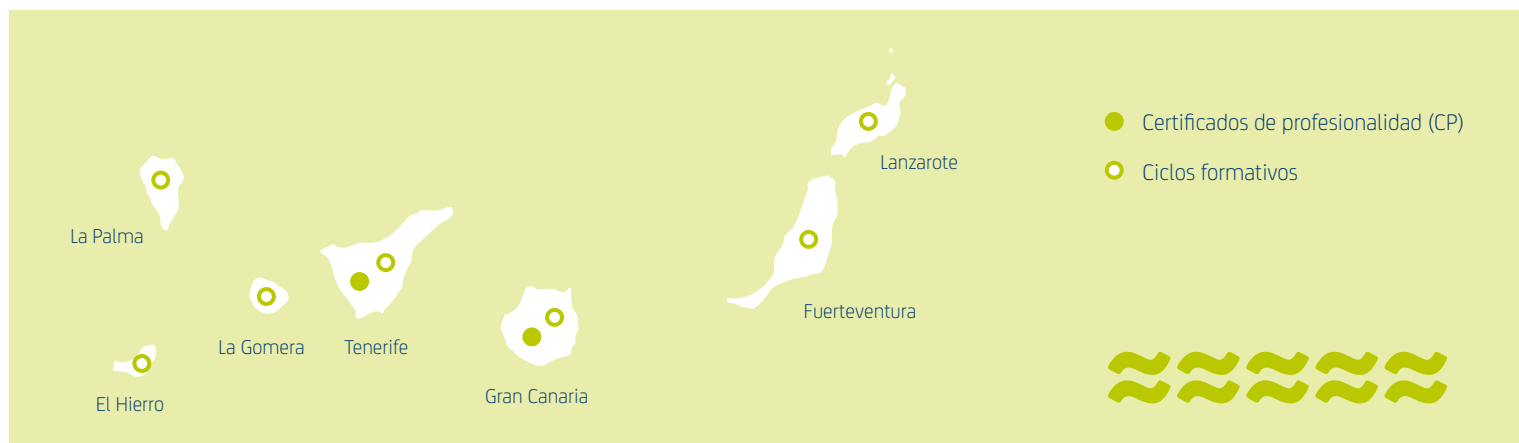 Certificados de profesionalidad (CP)
Ciclos formativos
Lanzarote
La Palma
Fuerteventura
La Gomera
Tenerife
Gran Canaria
El Hierro